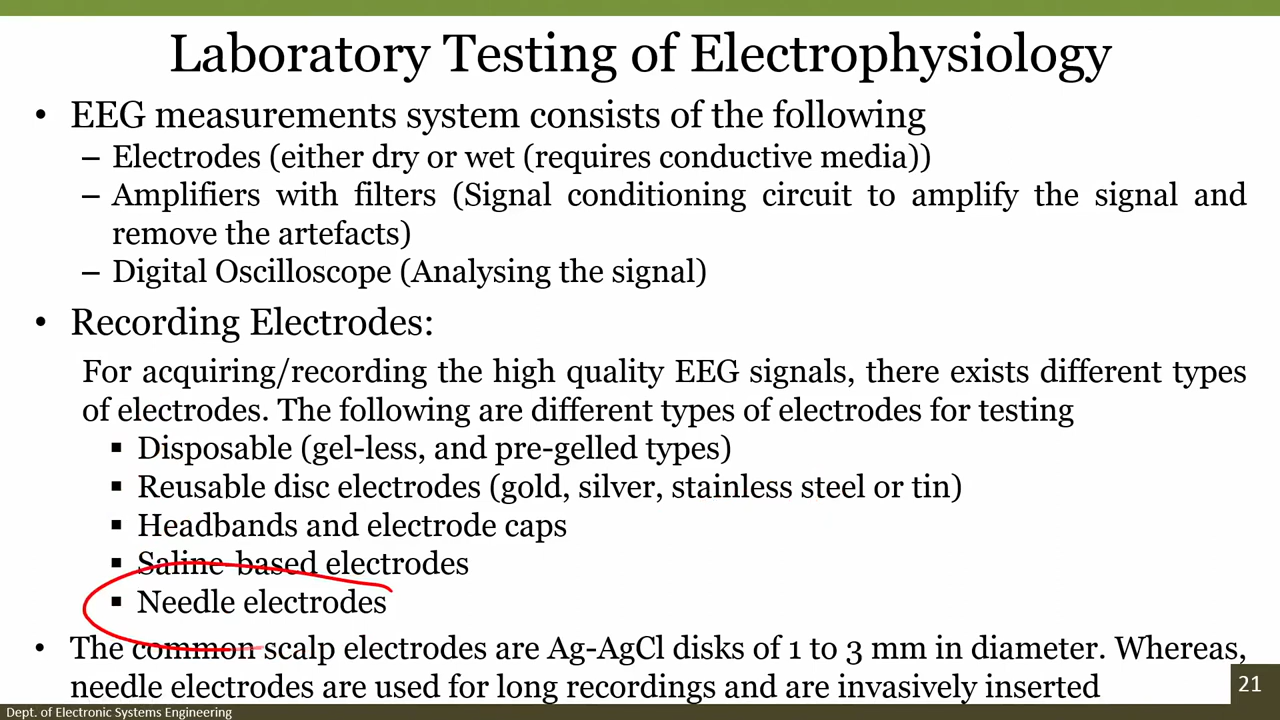 Laboratory Testing of Electrophysiology
• EEG measurements system consists of the following
– Electrodes (either dry or wet (requires conductive media))
– Amplifiers with filters (Signal conditioning circuit to amplify the signal and
remove the artefacts)
– Digital Oscilloscope (Analysing the signal)
• Recording Electrodes:
For acquiring/recording the high quality EEG signals, there exists different types
of electrodes. The following are different types of electrodes for testing
▪ Disposable (gel-less, and pre-gelled types)
▪ Reusable disc electrodes (gold, silver, stainless steel or tin)
▪ Headbands and electrode caps
▪ Saline-based electrodes
▪ Needle electrodes
• The common scalp electrodes are Ag-AgCl disks of 1 to 3 mm in diameter. Whereas,
needle electrodes are used for long recordings and are invasively inserted
21
Dept. of Electronic Systems Engineering